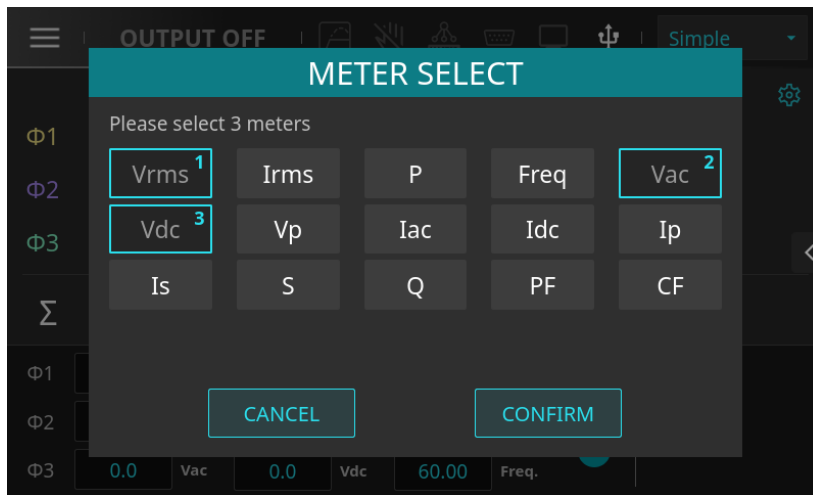 OUTPUT OFF Simple
METER SELECT
Please select 3 meters
Φ1
Vrms 1 Irms P Freq Vac 2
Φ2
Vdc 3 Vp Iac Idc Ip
Φ3
Is S Q PF CF
Σ
Φ1
CANCEL CONFIRM
Φ2
Φ3 0.0 Vac 0.0 Vdc 60.00 Freq.